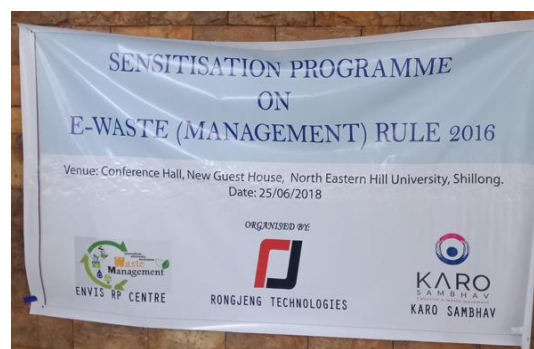 SENSITISATION PROGRAMME
ON
E-WASTE (MANAGEMENT) RULE 2016
Venue: Conference Hall, New Guest House, North Eastern Hill University, Shillong.
Date: 25/06/2018
ORGANISED BY:
Waste
Management
ENVIS RP CENTRE
RONGJENG TECHNOLOGIES
KARO
SAMBHAV
KARO SAMBHAV